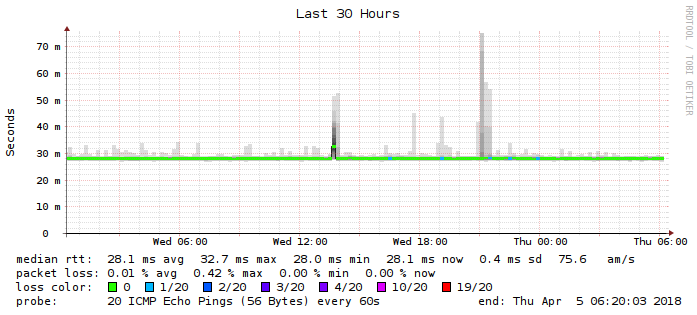 Last 30 Hours
RRDTOOL / TOBI OETIKER
Seconds
70 m
60 m
50 m
40 m
30 m
20 m
10 m
0
Wed 06:00 Wed 12:00 Wed 18:00 Thu 00:00 Thu 06:00
median rtt: 28.1 ms avg 32.7 ms max 28.0 ms min 28.1 ms now 0.4 ms sd 75.6 am/s
packet loss: 0.01 % avg 0.42 % max 0.00 % min 0.00 % now
loss color: 0 1/20 2/20 3/20 4/20 10/20 19/20
probe: 20 ICMP Echo Pings (56 Bytes) every 60s end: Thu Apr 5 06:20:03 2018